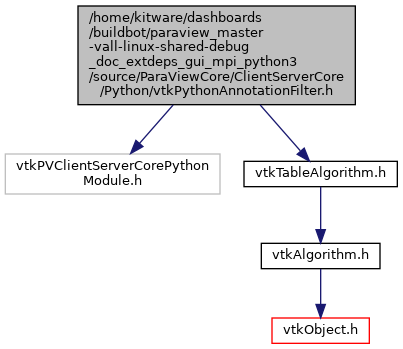 /home/kitware/dashboards
/buildbot/paraview_master
-vall-linux-shared-debug
_doc_extdeps_gui_mpi_python3
/source/ParaViewCore/ClientServerCore
/Python/vtkPythonAnnotationFilter.h
vtkPVClientServerCorePython
Module.h
vtkTableAlgorithm.h
vtkAlgorithm.h
vtkObject.h